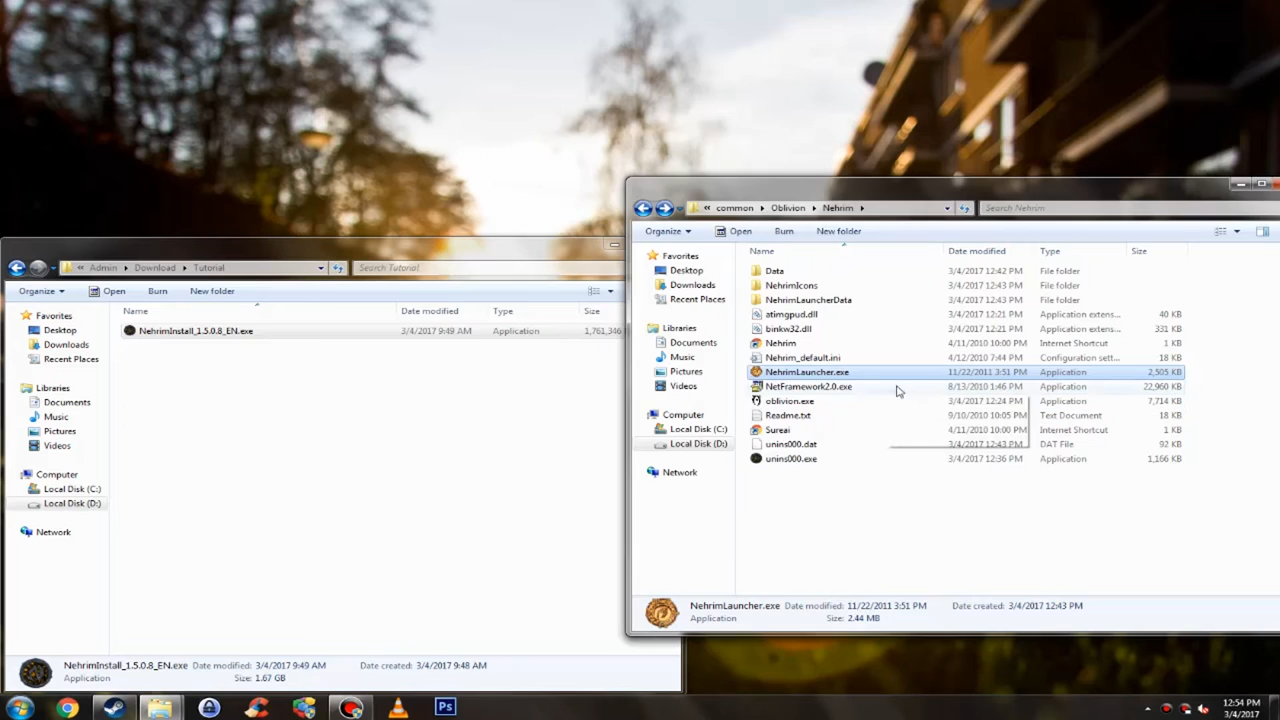 « common ▸ Oblivion ▸ Nehrim ▸
Search Nehrim
Organize ▾ Open Burn New folder
Name Date modified Type Size
Favorites
Desktop
Downloads
Recent Places
Libraries
Documents
Music
Pictures
Videos
Computer
Local Disk (C:)
Local Disk (D:)
Network
Data 3/4/2017 12:42 PM File folder
NehrimIcons 3/4/2017 12:43 PM File folder
NehrimLauncherData 3/4/2017 12:43 PM File folder
atimgpud.dll 3/4/2017 12:21 PM Application extens... 40 KB
binkw32.dll 3/4/2017 12:21 PM Application extens... 331 KB
Nehrim 4/11/2010 10:00 PM Internet Shortcut 1 KB
Nehrim_default.ini 4/12/2010 7:44 PM Configuration sett... 18 KB
NehrimLauncher.exe 11/22/2011 3:51 PM Application 2,505 KB
NetFramework2.0.exe 8/13/2010 1:46 PM Application 22,960 KB
oblivion.exe 3/4/2017 12:24 PM Application 7,714 KB
Readme.txt 9/10/2010 10:05 PM Text Document 18 KB
Sureai 4/11/2010 10:00 PM Internet Shortcut 1 KB
unins000.dat 3/4/2017 12:43 PM DAT File 92 KB
unins000.exe 3/4/2017 12:36 PM Application 1,166 KB
NehrimLauncher.exe Date modified: 11/22/2011 3:51 PM Date created: 3/4/2017 12:43 PM
Application Size: 2.44 MB
« Admin ▸ Download ▸ Tutorial
Search Tutorial
Organize ▾ Open Burn New folder
Name Date modified Type Size
Favorites
Desktop
Downloads
Recent Places
Libraries
Documents
Music
Pictures
Videos
Computer
Local Disk (C:)
Local Disk (D:)
Network
NehrimInstall_1.5.0.8_EN.exe 3/4/2017 9:49 AM Application 1,761,346
NehrimInstall_1.5.0.8_EN.exe Date modified: 3/4/2017 9:49 AM Date created: 3/4/2017 9:48 AM
Application Size: 1.67 GB
Ps
12:54 PM
3/4/2017